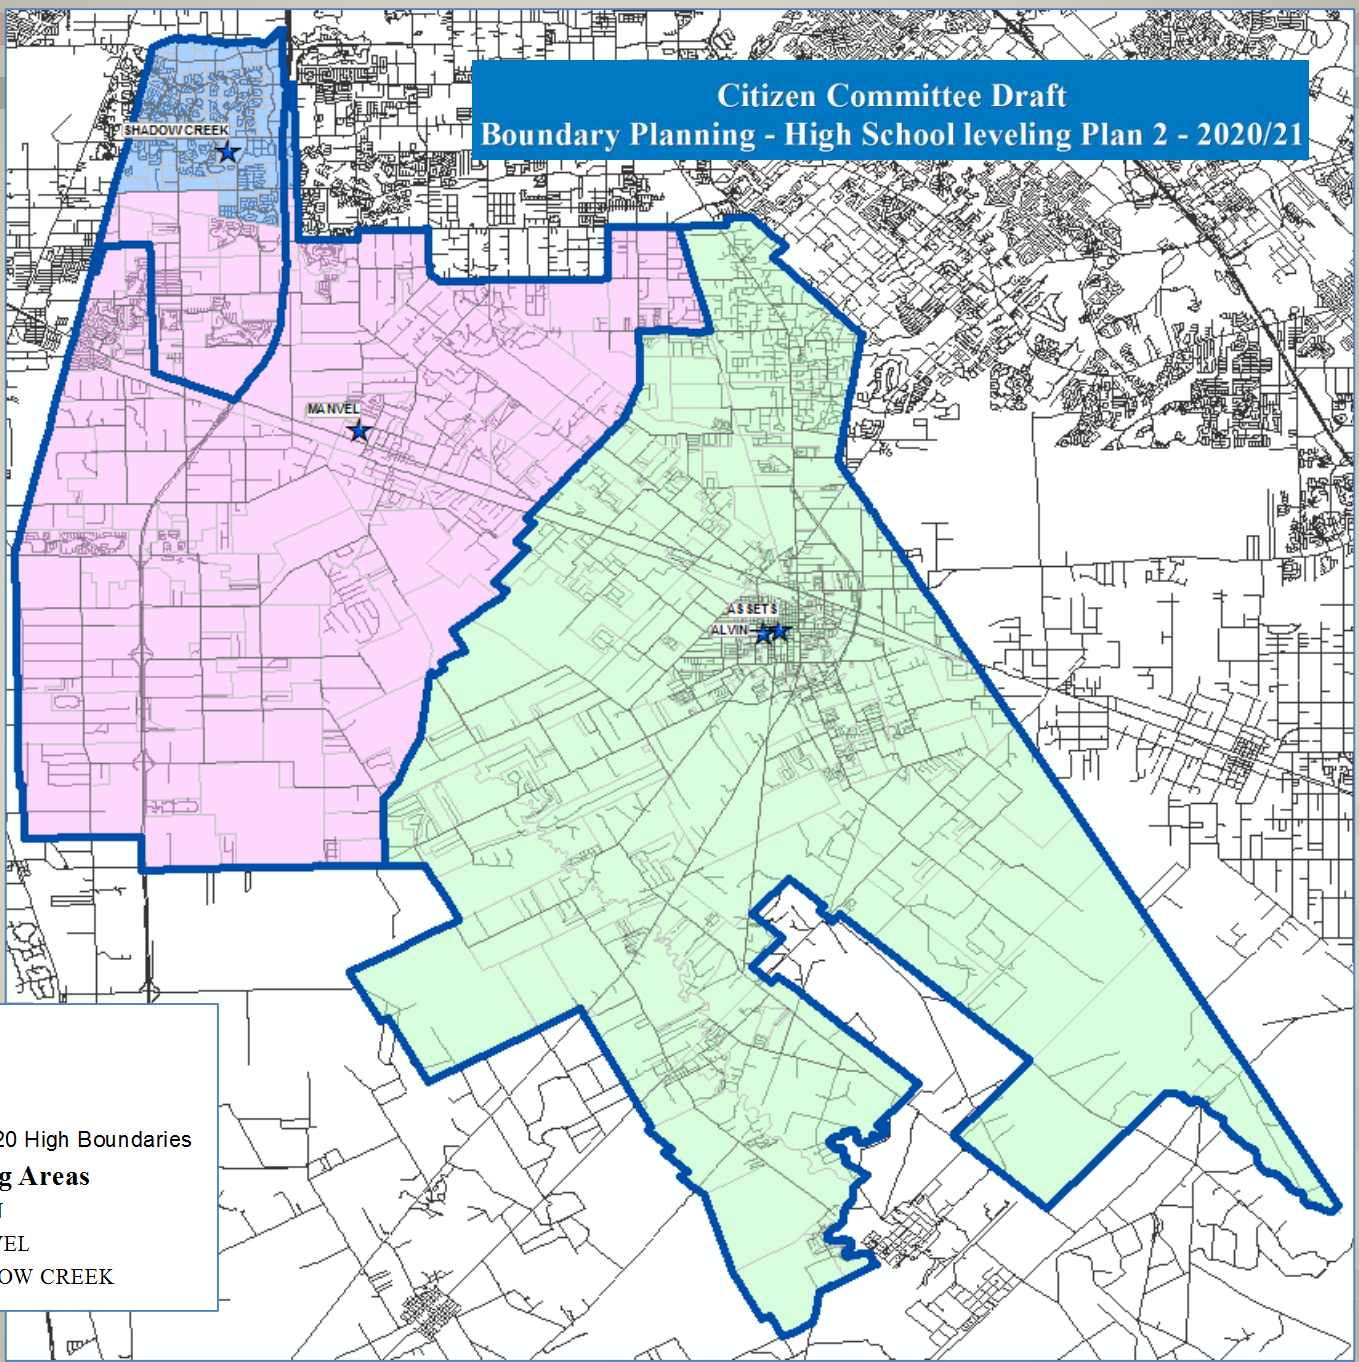 Citizen Committee Draft
Boundary Planning - High School leveling Plan 2 - 2020/21
SHADOW CREEK
MANVEL
ASSETS
ALVIN
20 High Boundaries
g Areas
VEL
OW CREEK